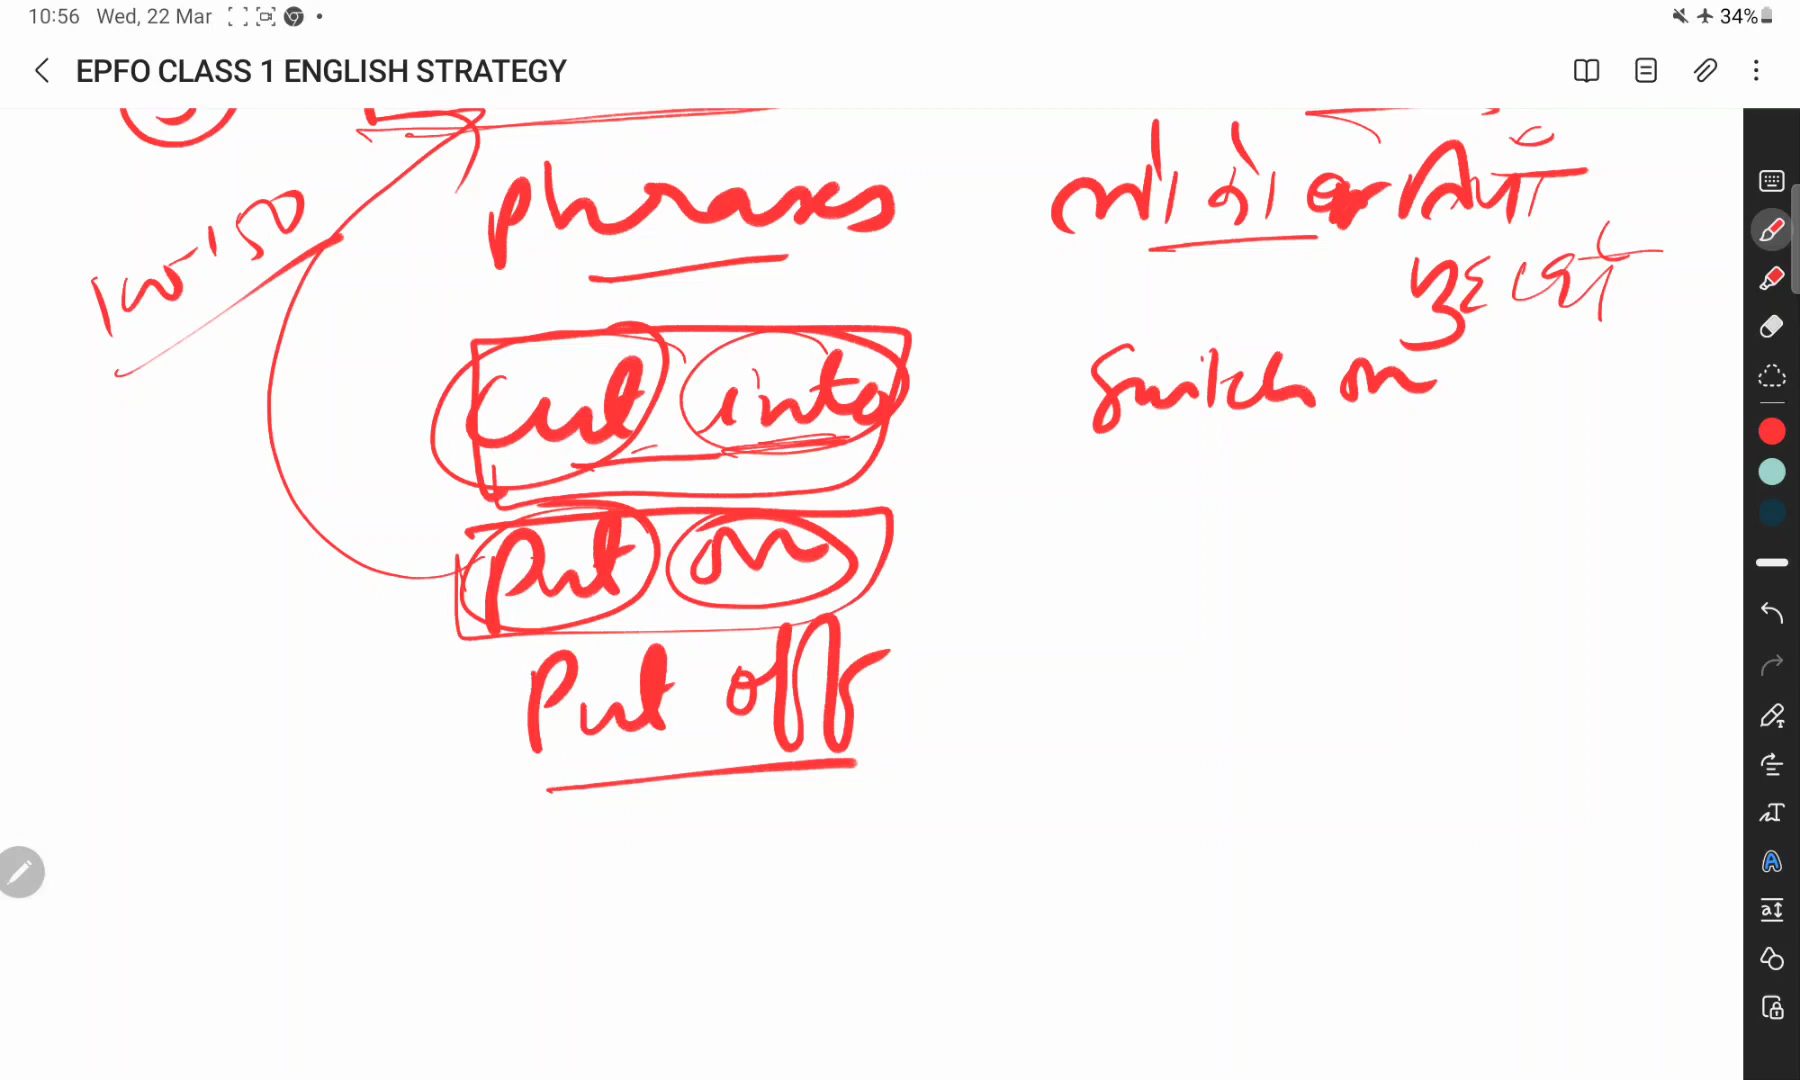 10:56 Wed, 22 Mar
34%
EPFO CLASS 1 ENGLISH STRATEGY
phrases
100-150
cut into
Switch on
Put on
Put off